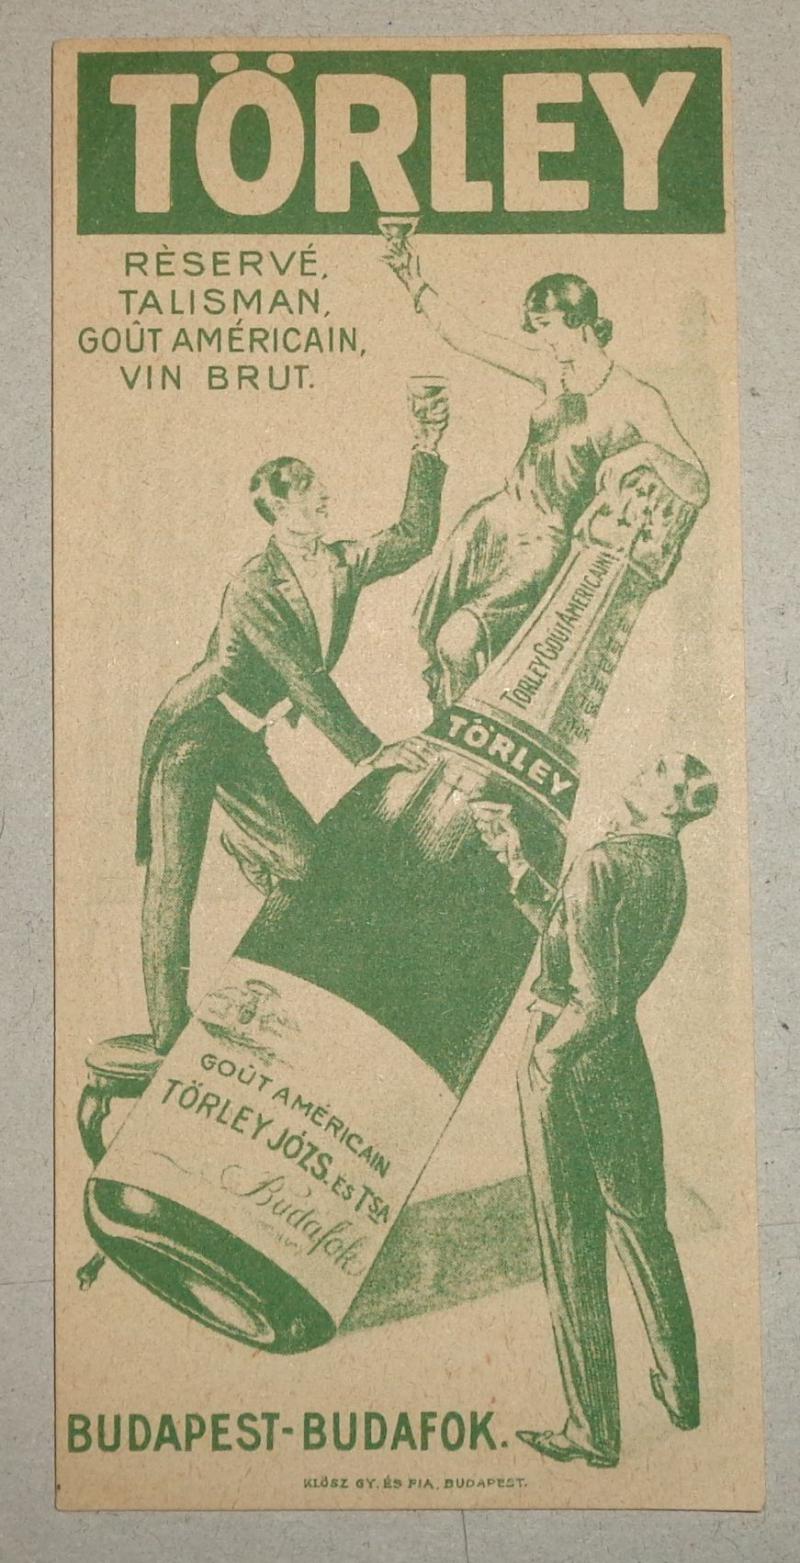 TÖRLEY
RÈSERVÉ,
TALISMAN,
GOÛT AMÉRICAIN,
VIN BRUT.
TÖRLEY GOÛT AMÉRICAIN
TÖRLEY
GOÛT AMÉRICAIN
TÖRLEY JÓZS. ÉS TSA
Budafok
BUDAPEST-BUDAFOK.
KLÖSZ GY. ÉS FIA, BUDAPEST.